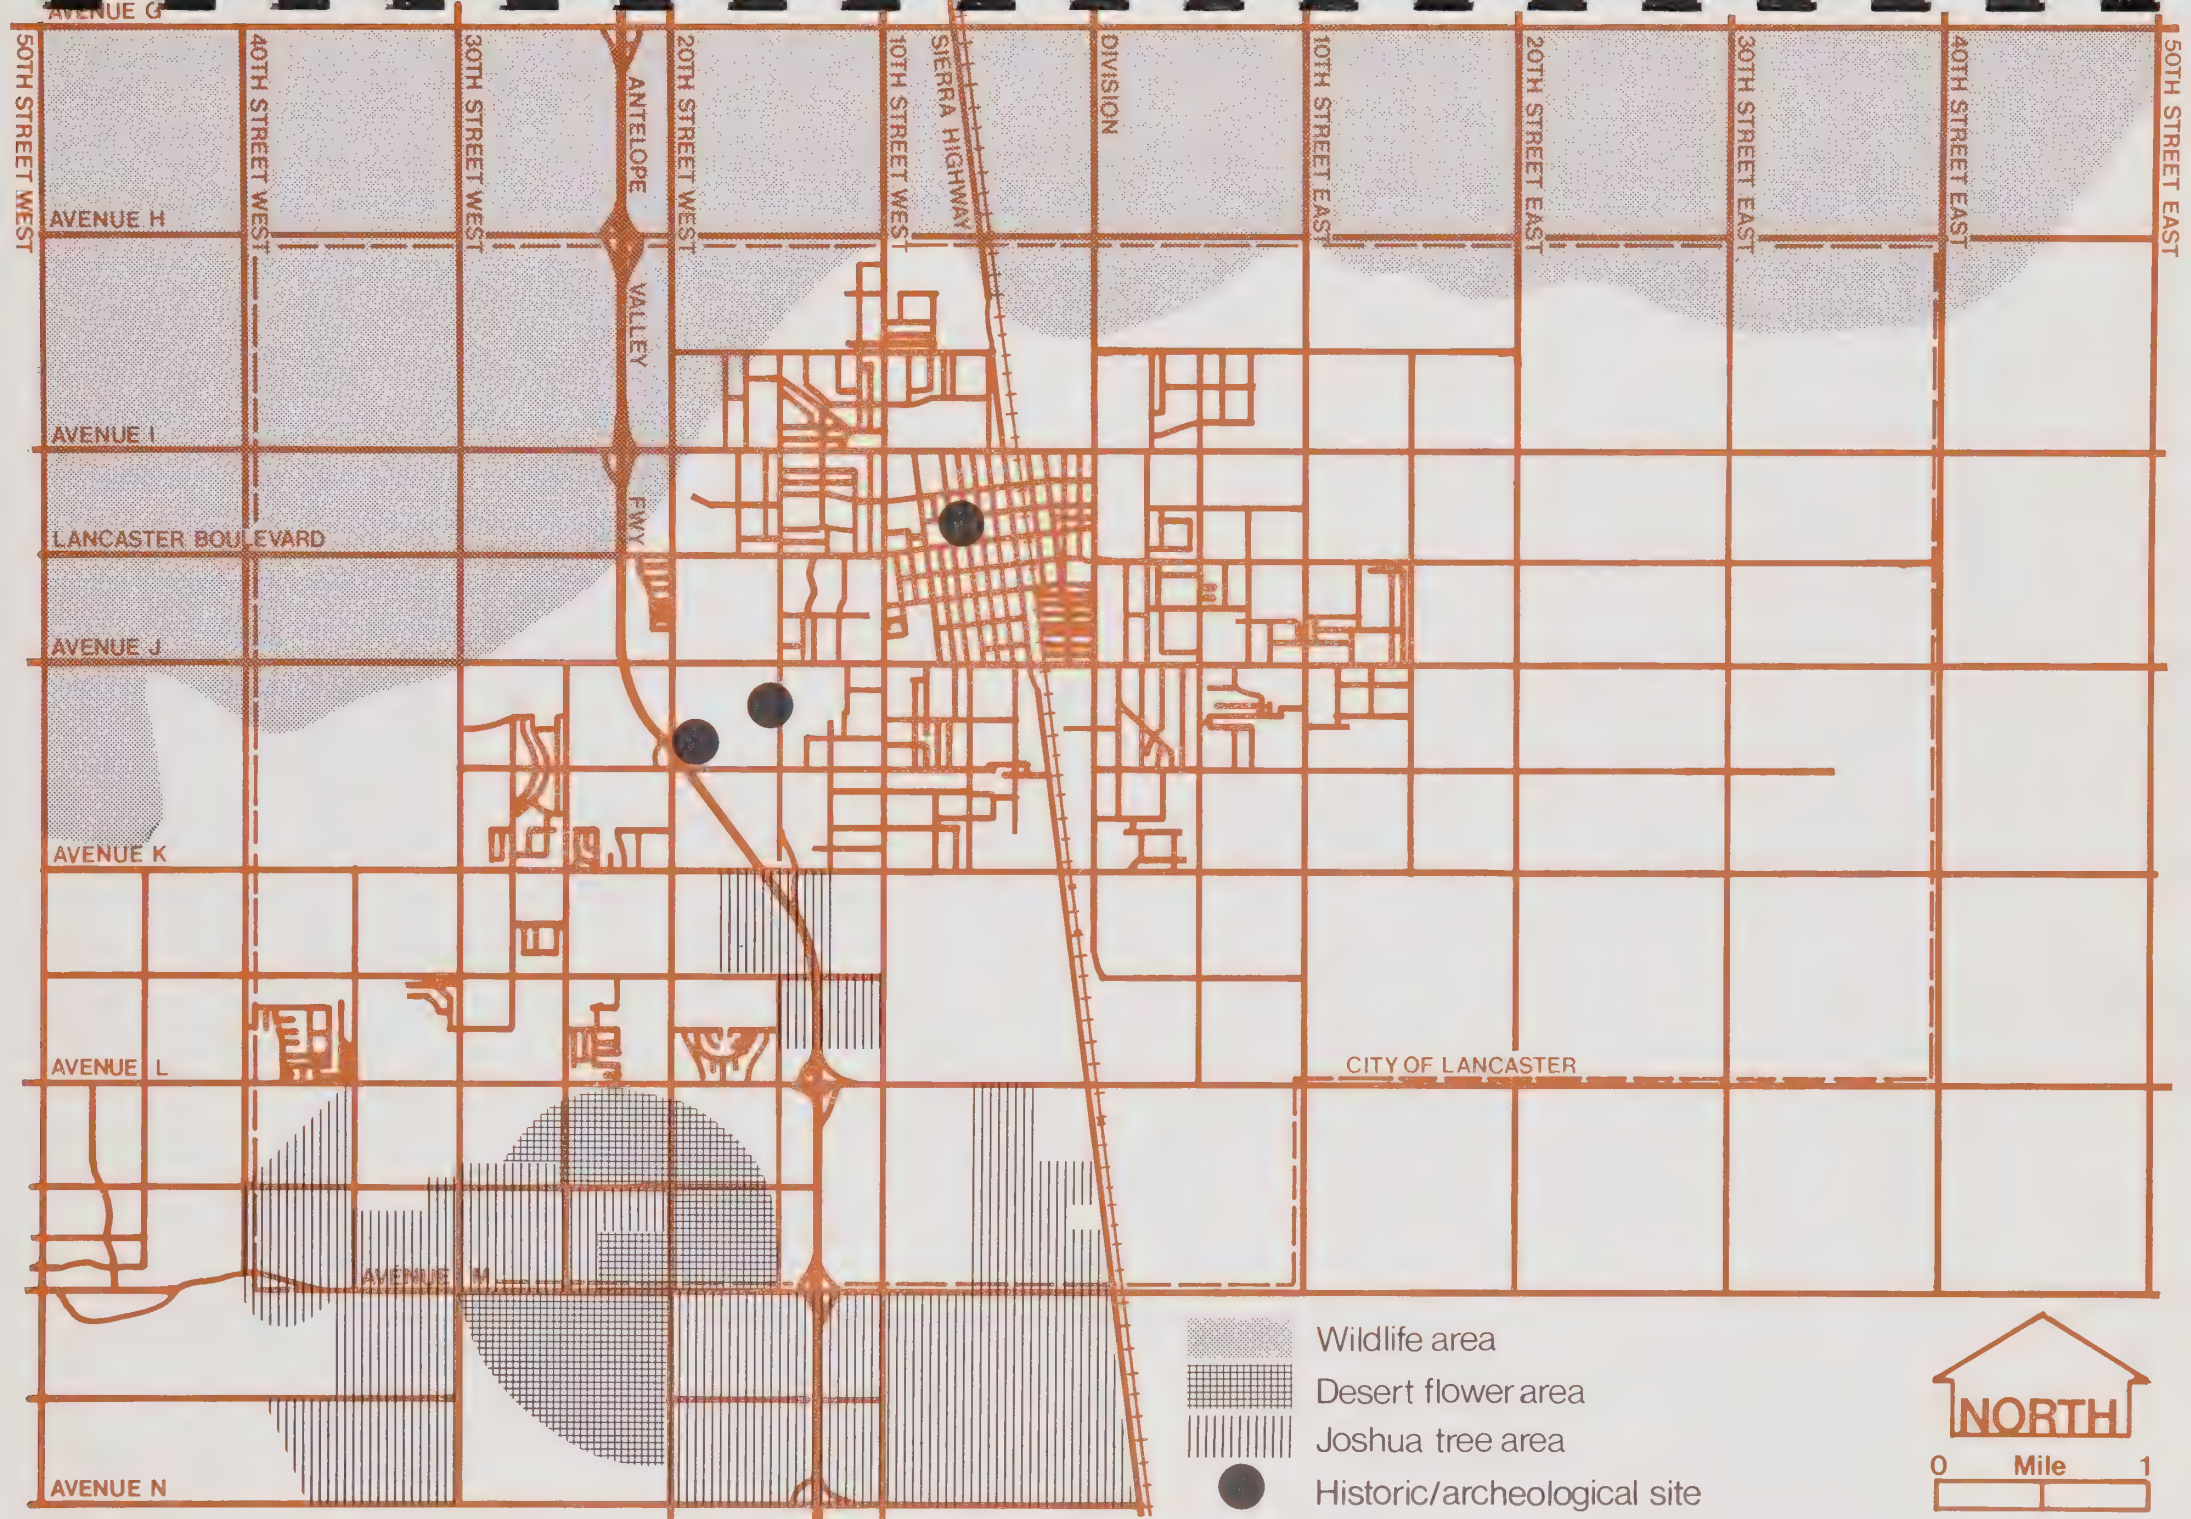 AVENUE G
50TH STREET WEST
40TH STREET WEST
30TH STREET WEST
ANTELOPE
VALLEY
FWY
20TH STREET WEST
10TH STREET WEST
SIERRA HIGHWAY
DIVISION
10TH STREET EAST
20TH STREET EAST
30TH STREET EAST
40TH STREET EAST
50TH STREET EAST
AVENUE H
AVENUE I
LANCASTER BOULEVARD
AVENUE J
AVENUE K
AVENUE L
CITY OF LANCASTER
AVENUE M
AVENUE N
Wildlife area
Desert flower area
Joshua tree area
Historic/archeological site
NORTH
0 Mile 1